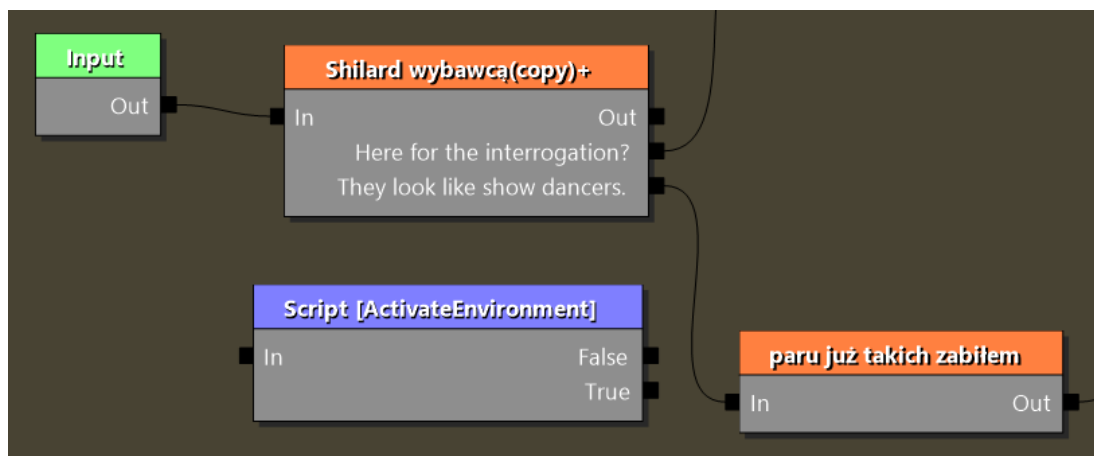 Input
Out
Shilard wybawcą(copy)+
In
Out
Here for the interrogation?
They look like show dancers.
Script [ActivateEnvironment]
In
False
True
paru już takich zabiłem
In
Out